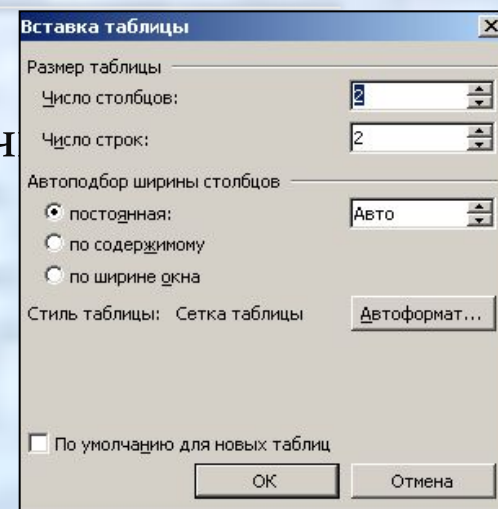 Вставка таблицы
Размер таблицы
Число столбцов: 2
Число строк: 2
Автоподбор ширины столбцов
постоянная: Авто
по содержимому
по ширине окна
Стиль таблицы: Сетка таблицы Автоформат...
По умолчанию для новых таблиц
ОК Отмена